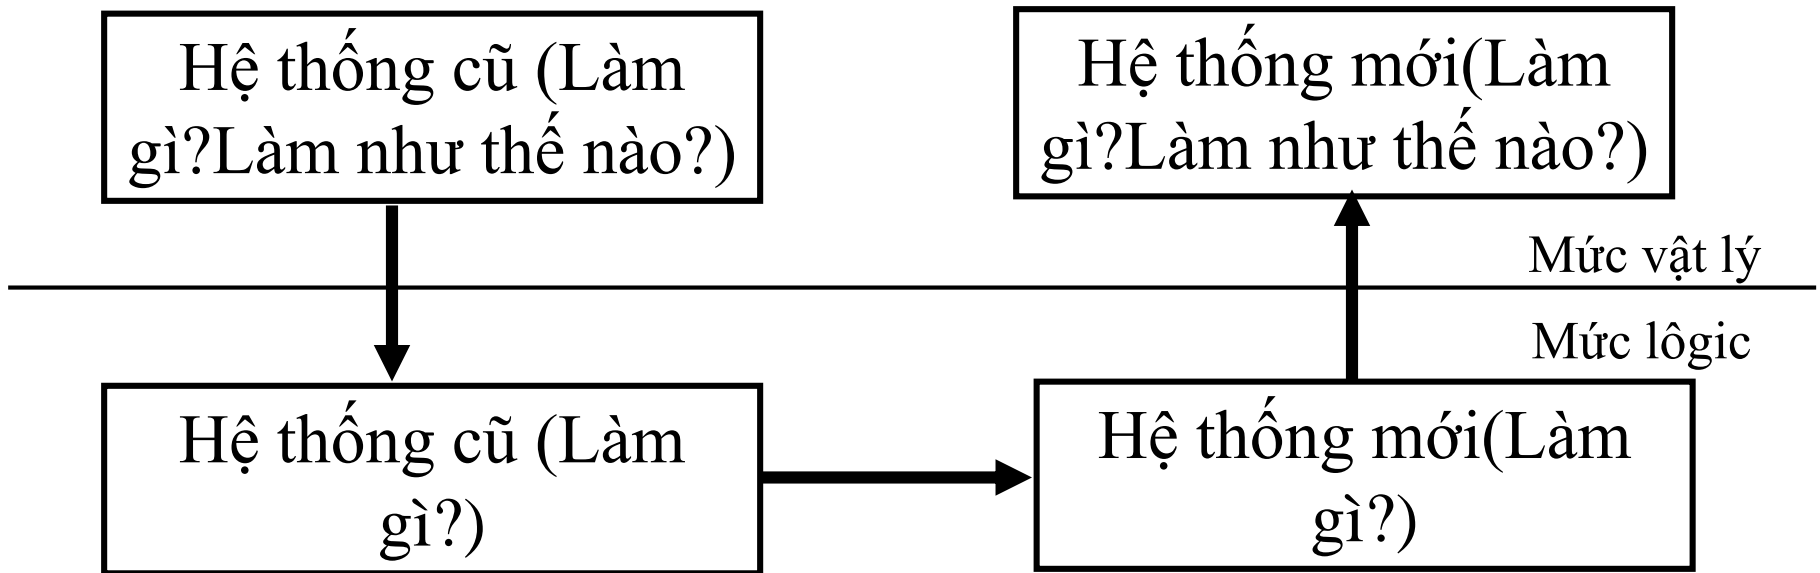 Hệ thống cũ (Làm
gì?Làm như thế nào?)
Hệ thống mới(Làm
gì?Làm như thế nào?)
Mức vật lý
Mức lôgic
Hệ thống cũ (Làm
gì?)
Hệ thống mới(Làm
gì?)